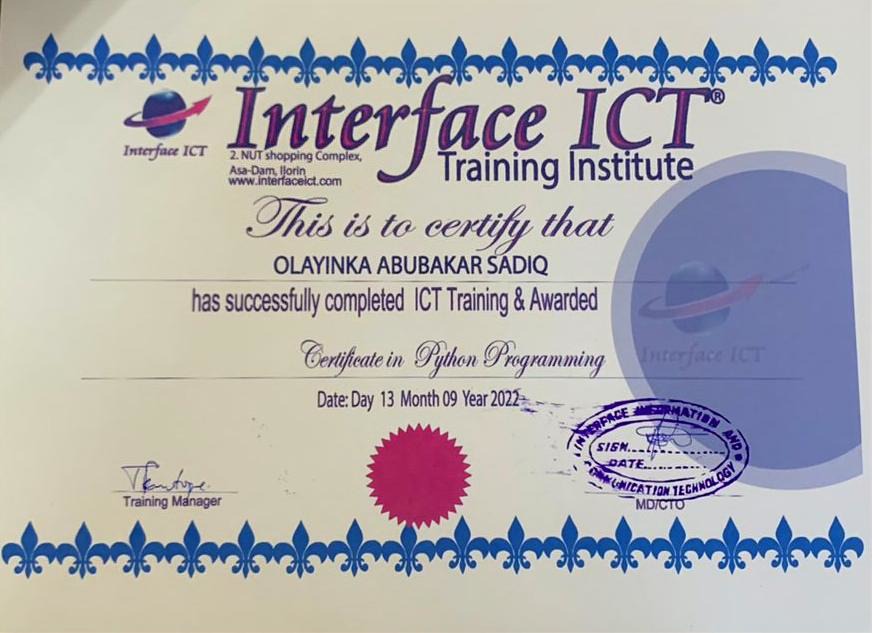 Interface ICT
Interface ICT®
2. NUT shopping Complex,
Asa-Dam, Ilorin
www.interfaceict.com
Training Institute
This is to certify that
OLAYINKA ABUBAKAR SADIQ
has successfully completed ICT Training & Awarded
Interface ICT
Certificate in Python Programming
Date: Day 13 Month 09 Year 2022
INTERFACE INFORMATION AND
SIGN
DATE
COMMUNICATION TECHNOLOGY
Training Manager
MD/CTO